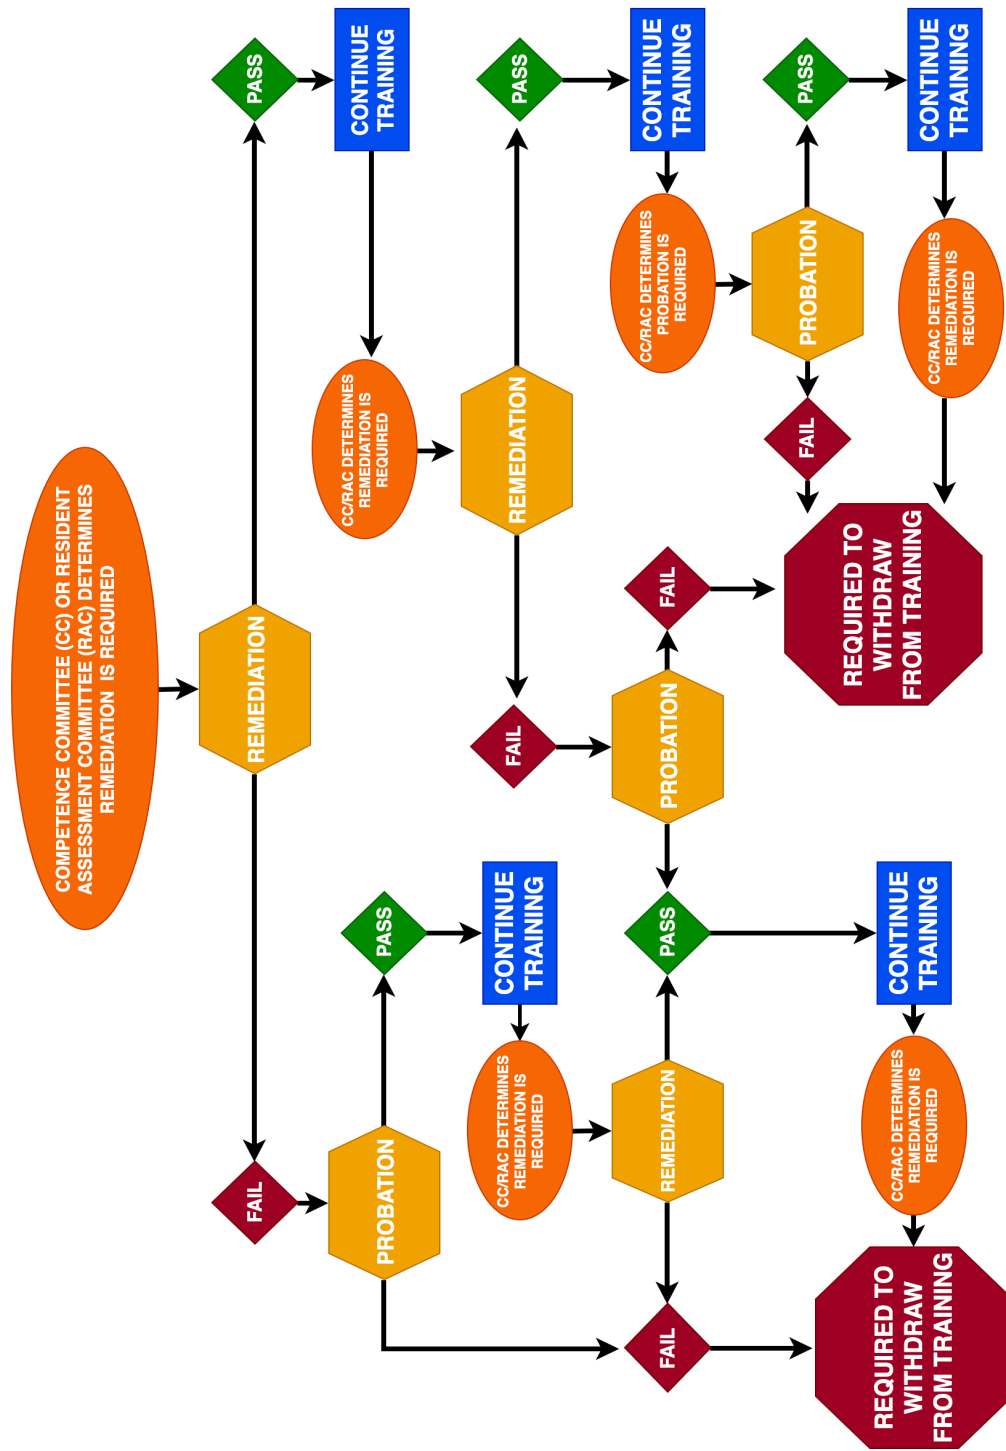 COMPETENCE COMMITTEE (CC) OR RESIDENT
ASSESSMENT COMMITTEE (RAC) DETERMINES
REMEDIATION IS REQUIRED
REMEDIATION
FAIL
PASS
PROBATION
CONTINUE
TRAINING
PASS
CC/RAC DETERMINES
REMEDIATION IS
REQUIRED
CONTINUE
TRAINING
REMEDIATION
CC/RAC DETERMINES
REMEDIATION IS
REQUIRED
FAIL
PASS
REMEDIATION
PROBATION
CONTINUE
TRAINING
FAIL
PASS
FAIL
CC/RAC DETERMINES
PROBATION IS
REQUIRED
PROBATION
FAIL
PASS
CONTINUE
TRAINING
CC/RAC DETERMINES
REMEDIATION IS
REQUIRED
REQUIRED TO
WITHDRAW
FROM TRAINING
CONTINUE
TRAINING
CC/RAC DETERMINES
REMEDIATION IS
REQUIRED
REQUIRED TO
WITHDRAW
FROM TRAINING